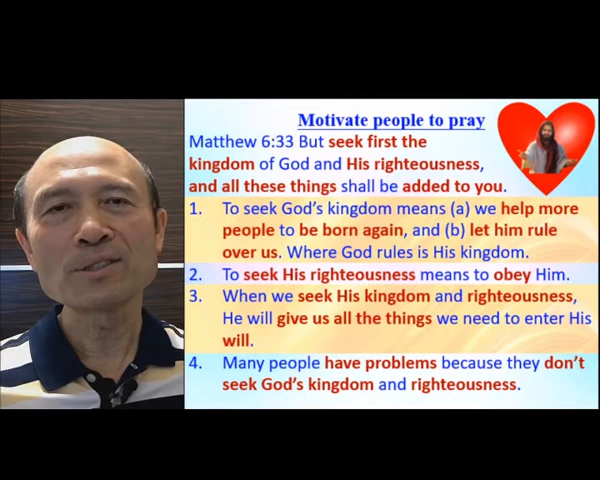 Motivate people to pray
Matthew 6:33 But seek first the
kingdom of God and His righteousness,
and all these things shall be added to you.
1. To seek God's kingdom means (a) we help more
people to be born again, and (b) let him rule
over us. Where God rules is His kingdom.
2. To seek His righteousness means to obey Him.
3. When we seek His kingdom and righteousness,
He will give us all the things we need to enter His
will.
4. Many people have problems because they don't
seek God's kingdom and righteousness.